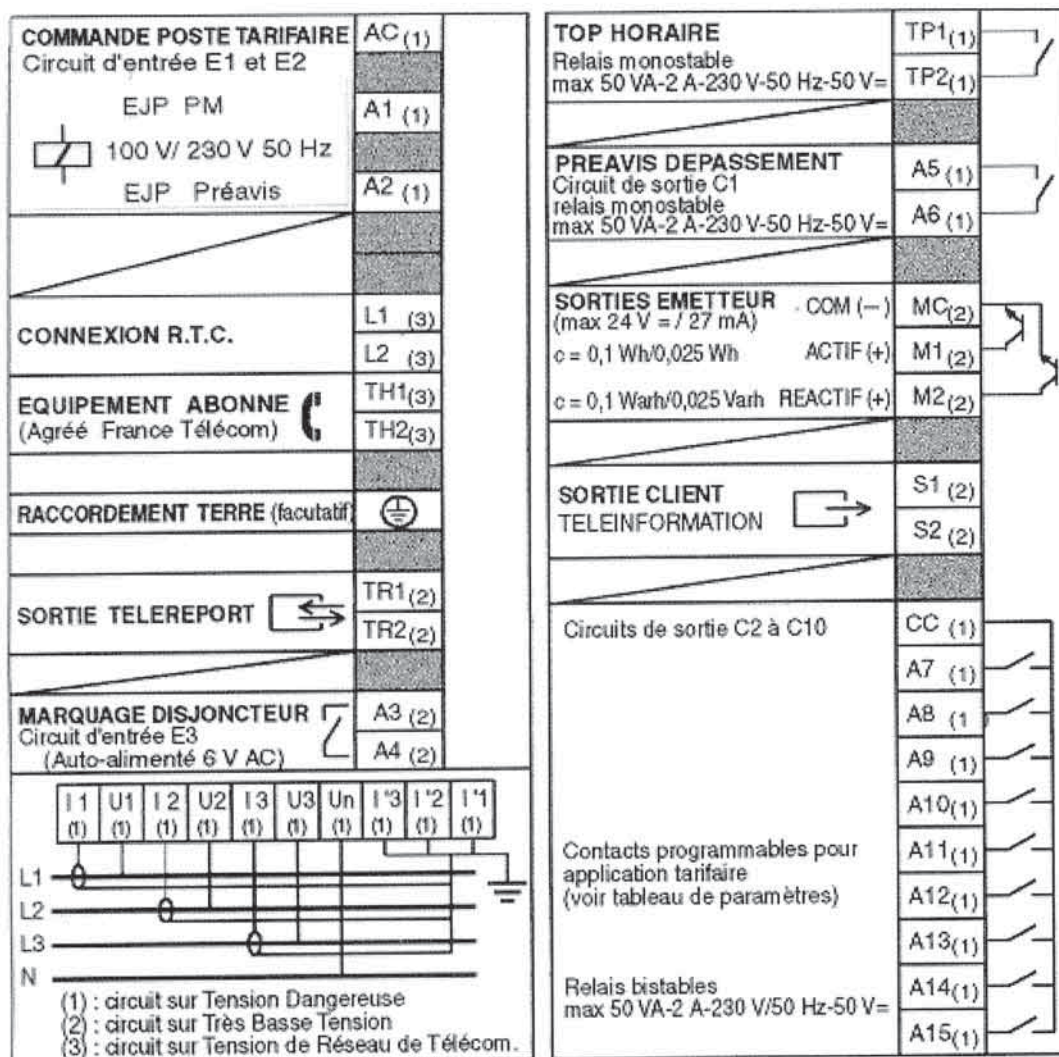 COMMANDE POSTE TARIFAIRE AC (1)
Circuit d'entrée E1 et E2
EJP PM A1 (1)
100 V/ 230 V 50 Hz
EJP Préavis A2 (1)
CONNEXION R.T.C. L1 (3)
L2 (3)
EQUIPEMENT ABONNE TH1(3)
(Agréé France Télécom) TH2(3)
RACCORDEMENT TERRE (facutatif)
SORTIE TELEREPORT TR1(2)
TR2(2)
MARQUAGE DISJONCTEUR A3 (2)
Circuit d'entrée E3
(Auto-alimenté 6 V AC) A4 (2)
I 1 U1 I 2 U2 I 3 U3 Un I "3 I "2 I "1
(1) (1) (1) (1) (1) (1) (1) (1) (1) (1)
L1
L2
L3
N
(1) : circuit sur Tension Dangereuse
(2) : circuit sur Très Basse Tension
(3) : circuit sur Tension de Réseau de Télécom.
TOP HORAIRE TP1(1)
Relais monostable
max 50 VA-2 A-230 V-50 Hz-50 V= TP2(1)
PREAVIS DEPASSEMENT A5 (1)
Circuit de sortie C1
relais monostable A6 (1)
max 50 VA-2 A-230 V-50 Hz-50 V=
SORTIES EMETTEUR COM (–) MC(2)
(max 24 V = / 27 mA)
c = 0,1 Wh/0,025 Wh ACTIF (+) M1(2)
c = 0,1 Warh/0,025 Varh REACTIF (+) M2(2)
SORTIE CLIENT S1 (2)
TELEINFORMATION S2 (2)
Circuits de sortie C2 à C10 CC (1)
A7 (1)
A8 (1
A9 (1)
A10(1)
Contacts programmables pour A11(1)
application tarifaire
(voir tableau de paramètres) A12(1)
A13(1)
Relais bistables A14(1)
max 50 VA-2 A-230 V/50 Hz-50 V=
A15(1)